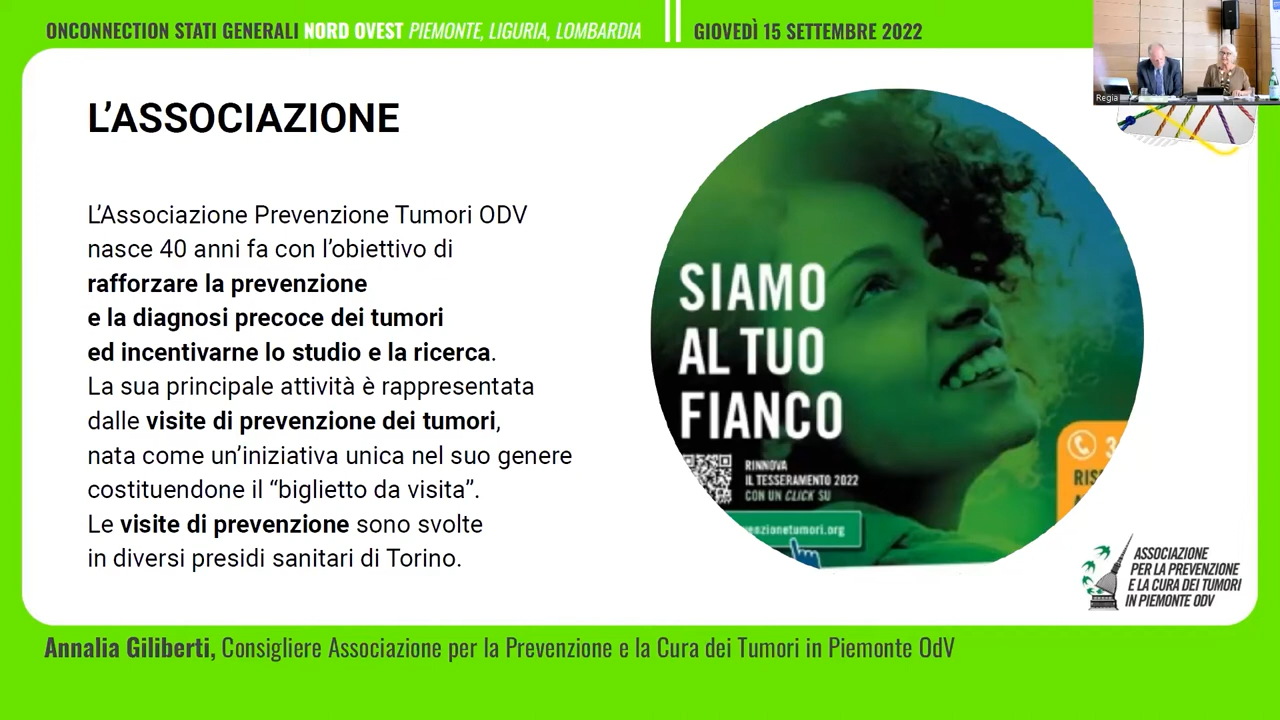 ONCONNECTION STATI GENERALI NORD OVEST PIEMONTE, LIGURIA, LOMBARDIA
GIOVEDÌ 15 SETTEMBRE 2022
Regia
L’ASSOCIAZIONE
L’Associazione Prevenzione Tumori ODV
nasce 40 anni fa con l’obiettivo di
rafforzare la prevenzione
e la diagnosi precoce dei tumori
ed incentivarne lo studio e la ricerca.
La sua principale attività è rappresentata
dalle visite di prevenzione dei tumori,
nata come un’iniziativa unica nel suo genere
costituendone il “biglietto da visita”.
Le visite di prevenzione sono svolte
in diversi presidi sanitari di Torino.
SIAMO
AL TUO
FIANCO
RINNOVA
IL TESSERAMENTO 2022
CON UN CLICK SU
venzionetumori.org
3
RIS
ASSOCIAZIONE
PER LA PREVENZIONE
E LA CURA DEI TUMORI
IN PIEMONTE ODV
Annalia Giliberti, Consigliere Associazione per la Prevenzione e la Cura dei Tumori in Piemonte OdV